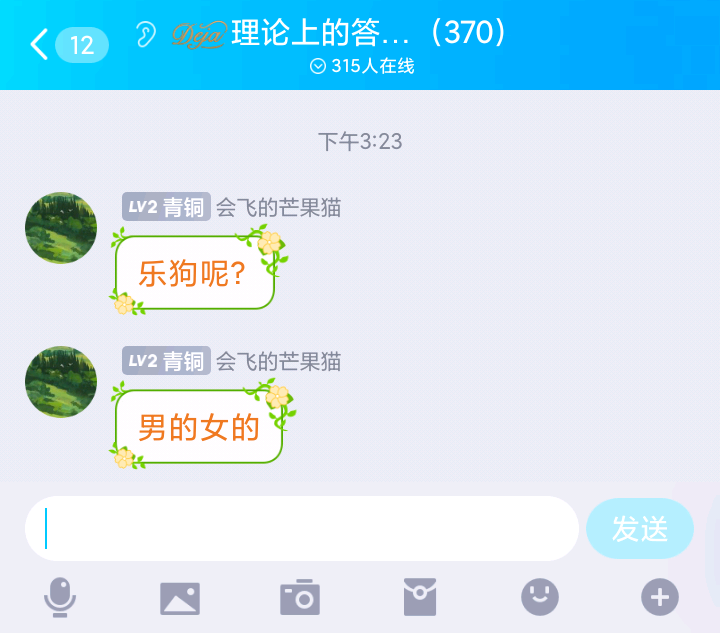 12
Deja 理论上的答...（370）
315人在线
下午3:23
LV2 青铜 会飞的芒果猫
乐狗呢?
LV2 青铜 会飞的芒果猫
男的女的
发送